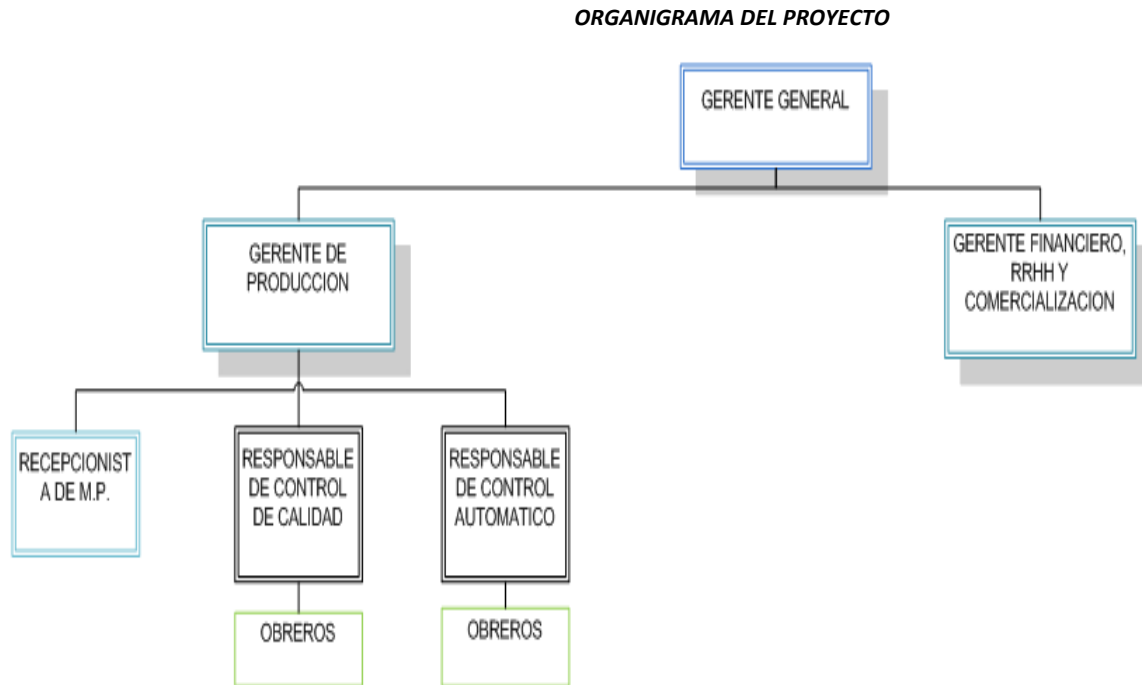 ORGANIGRAMA DEL PROYECTO
GERENTE GENERAL
GERENTE DE
PRODUCCION
GERENTE FINANCIERO,
RRHH Y
COMERCIALIZACION
RECEPCIONIST
A DE M.P.
RESPONSABLE
DE CONTROL
DE CALIDAD
RESPONSABLE
DE CONTROL
AUTOMATICO
OBREROS
OBREROS